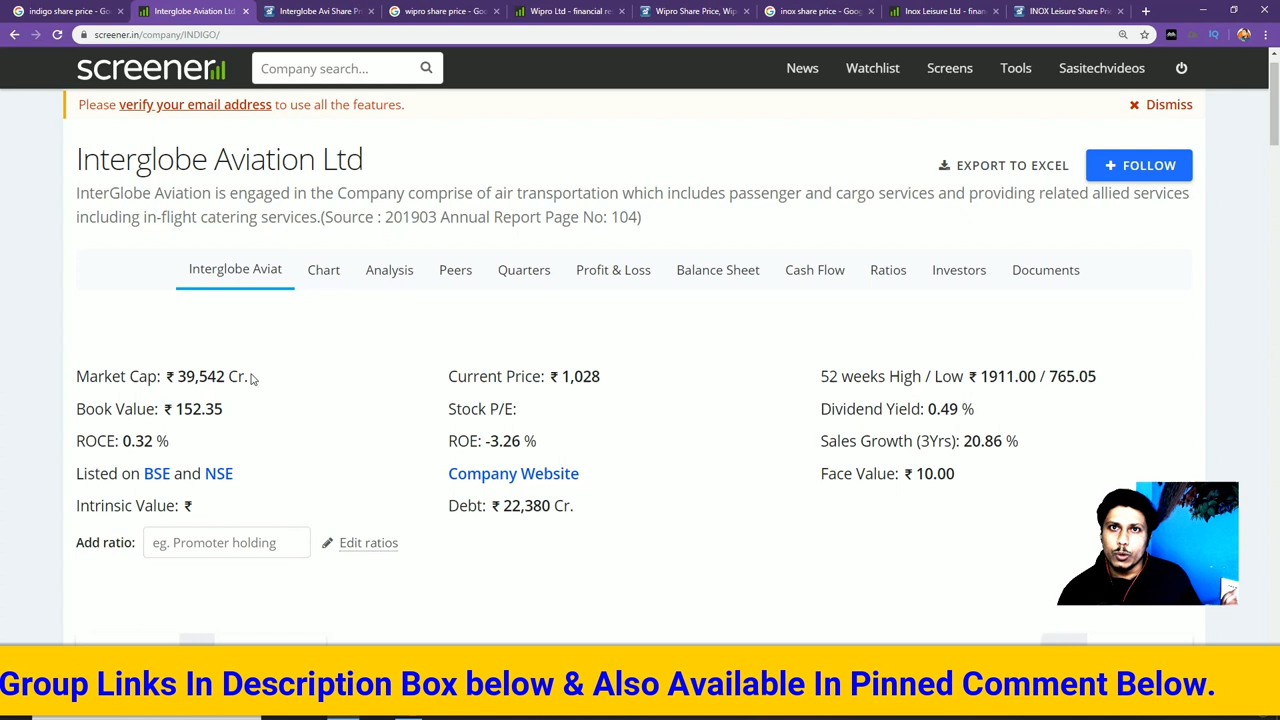 indigo share price - Goo
Interglobe Aviation Ltd
Interglobe Avi Share Pri
wipro share price - Goo
Wipro Ltd - financial re
Wipro Share Price, Wip
inox share price - Goog
Inox Leisure Ltd - finan
INOX Leisure Share Pric
screener.in/company/INDIGO/
screener
Company search...
News
Watchlist
Screens
Tools
Sasitechvideos
Please verify your email address to use all the features.
Dismiss
Interglobe Aviation Ltd
EXPORT TO EXCEL
FOLLOW
InterGlobe Aviation is engaged in the Company comprise of air transportation which includes passenger and cargo services and providing related allied services
including in-flight catering services.(Source : 201903 Annual Report Page No: 104)
Interglobe Aviat
Chart
Analysis
Peers
Quarters
Profit & Loss
Balance Sheet
Cash Flow
Ratios
Investors
Documents
Market Cap: ₹ 39,542 Cr.
Current Price: ₹ 1,028
52 weeks High / Low ₹ 1911.00 / 765.05
Book Value: ₹ 152.35
Stock P/E:
Dividend Yield: 0.49 %
ROCE: 0.32 %
ROE: -3.26 %
Sales Growth (3Yrs): 20.86 %
Listed on BSE and NSE
Company Website
Face Value: ₹ 10.00
Intrinsic Value: ₹
Debt: ₹ 22,380 Cr.
Add ratio:
eg. Promoter holding
Edit ratios
Group Links In Description Box below & Also Available In Pinned Comment Below.